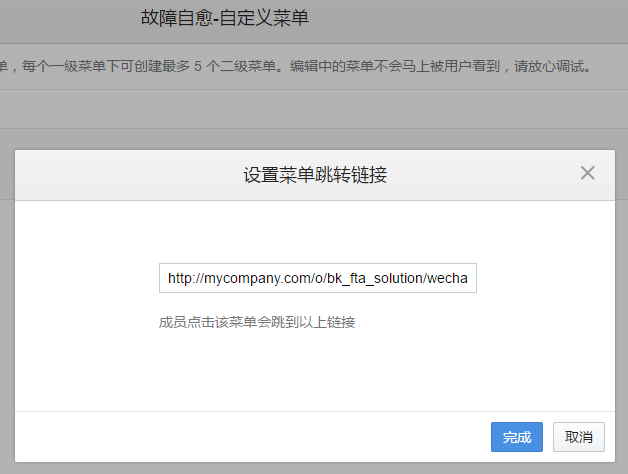 故障自愈-自定义菜单
单，每个一级菜单下可创建最多 5 个二级菜单。编辑中的菜单不会马上被用户看到，请放心调试。
设置菜单跳转链接
http://mycompany.com/o/bk_fta_solution/wecha
成员点击该菜单会跳到以上链接
完成 取消